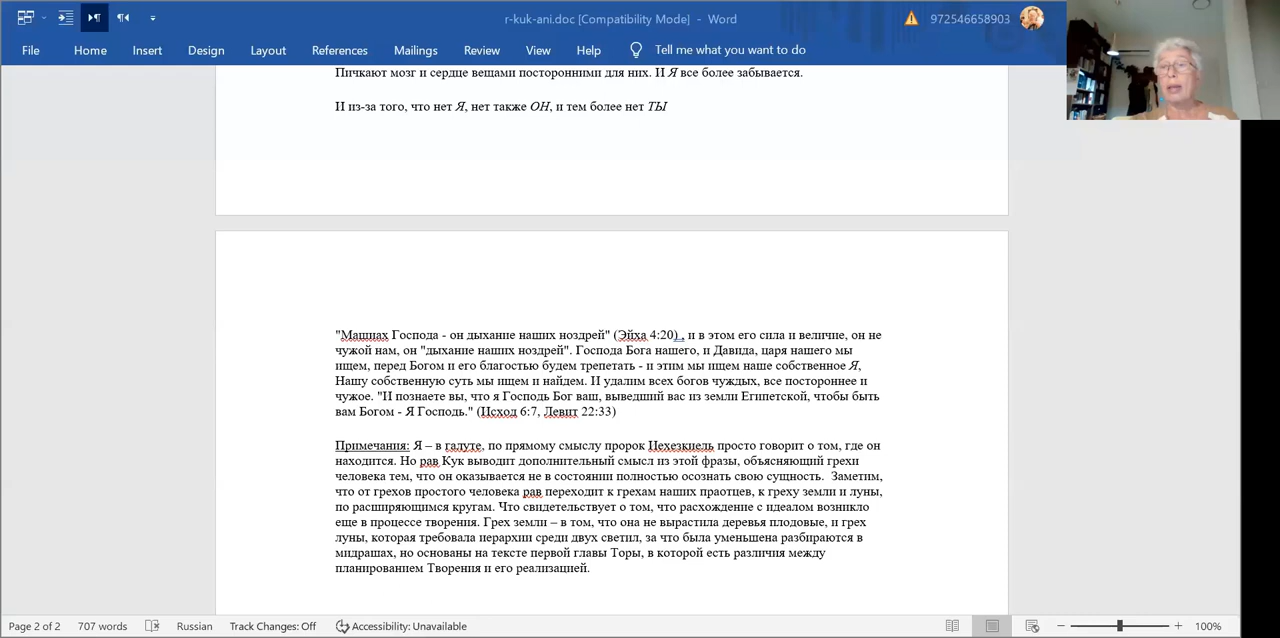 r-kuk-ani.doc [Compatibility Mode] - Word
972546658903
File Home Insert Design Layout References Mailings Review View Help Tell me what you want to do
Пичкают мозг и сердце вещами посторонними для них. И Я все более забывается.
И из-за того, что нет Я, нет также ОН, и тем более нет ТЫ
"Машиах Господа - он дыхание наших ноздрей" (Эйха 4:20) , и в этом его сила и величие, он не
чужой нам, он "дыхание наших ноздрей". Господа Бога нашего, и Давида, царя нашего мы
ищем, перед Богом и его благостью будем трепетать - и этим мы ищем наше собственное Я,
Нашу собственную суть мы ищем и найдем. И удалим всех богов чуждых, все постороннее и
чужое. "И познаете вы, что я Господь Бог ваш, выведший вас из земли Египетской, чтобы быть
вам Богом - Я Господь." (Исход 6:7, Левит 22:33)
Примечания: Я – в галуте, по прямому смыслу пророк Иехезкиель просто говорит о том, где он
находится. Но рав Кук выводит дополнительный смысл из этой фразы, объясняющий грехи
человека тем, что он оказывается не в состоянии полностью осознать свою сущность. Заметим,
что от грехов простого человека рав переходит к грехам наших праотцев, к греху земли и луны,
по расширяющимся кругам. Что свидетельствует о том, что расхождение с идеалом возникло
еще в процессе творения. Грех земли – в том, что она не вырастила деревья плодовые, и грех
луны, которая требовала иерархии среди двух светил, за что была уменьшена разбираются в
мидрашах, но основаны на тексте первой главы Торы, в которой есть различия между
планированием Творения и его реализацией.
Page 2 of 2 707 words Russian Track Changes: Off Accessibility: Unavailable 100%